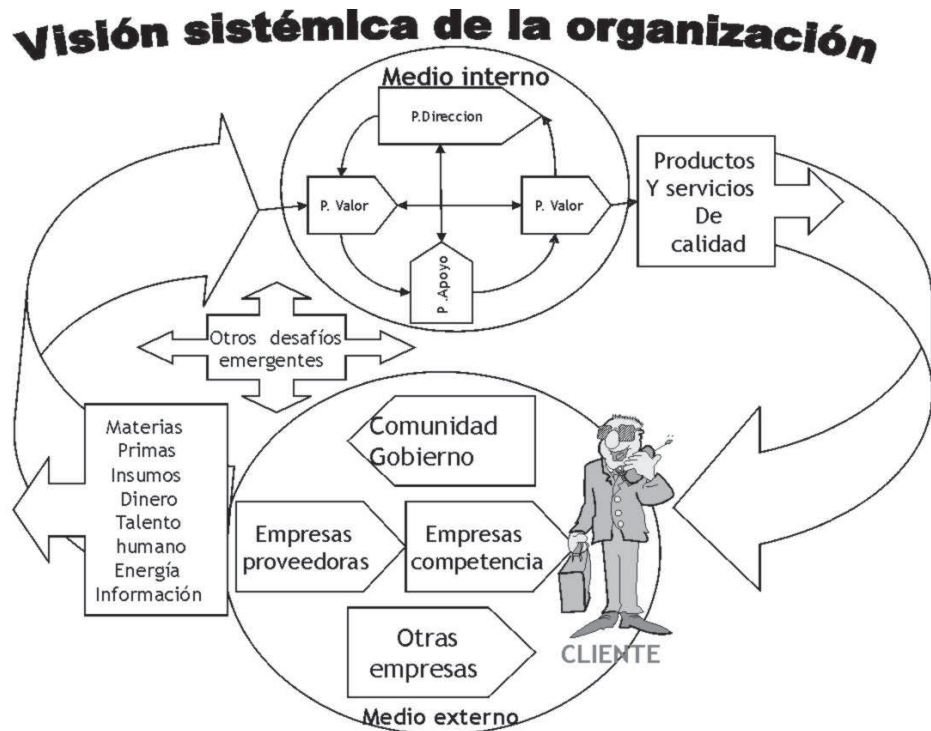 Visión sistémica de la organización
Medio interno
P.Direccion
P. Valor
P. Valor
P .Apoyo
Productos
Y servicios
De
calidad
Otros desafíos
emergentes
Materias
Primas
Insumos
Dinero
Talento
humano
Energía
Información
Comunidad
Gobierno
Empresas
proveedoras
Empresas
competencia
Otras
empresas
CLIENTE
Medio externo